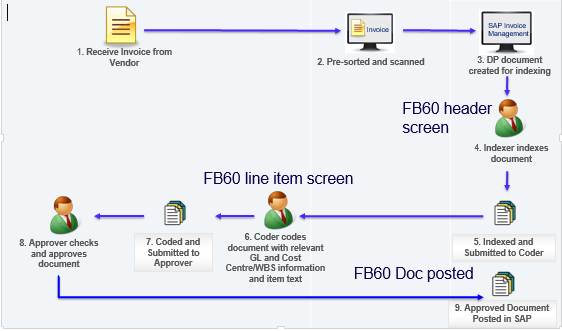 1. Receive Invoice from
Vendor
Invoice
2. Pre-sorted and scanned
SAP Invoice
Management
3. DP document
created for indexing
FB60 header
screen
4. Indexer indexes
document
FB60 line item screen
5. Indexed and
Submitted to Coder
6. Coder codes
document with relevant
GL and Cost
Centre/WBS information
and item text
7. Coded and
Submitted to
Approver
8. Approver checks
and approves
document
FB60 Doc posted
9. Approved Document
Posted in SAP